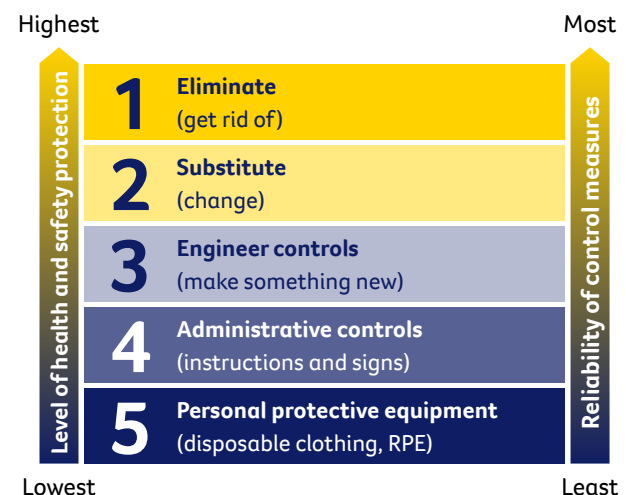 Highest
Most
Level of health and safety protection
1
Eliminate
(get rid of)
2
Substitute
(change)
3
Engineer controls
(make something new)
4
Administrative controls
(instructions and signs)
5
Personal protective equipment
(disposable clothing, RPE)
Reliability of control measures
Lowest
Least